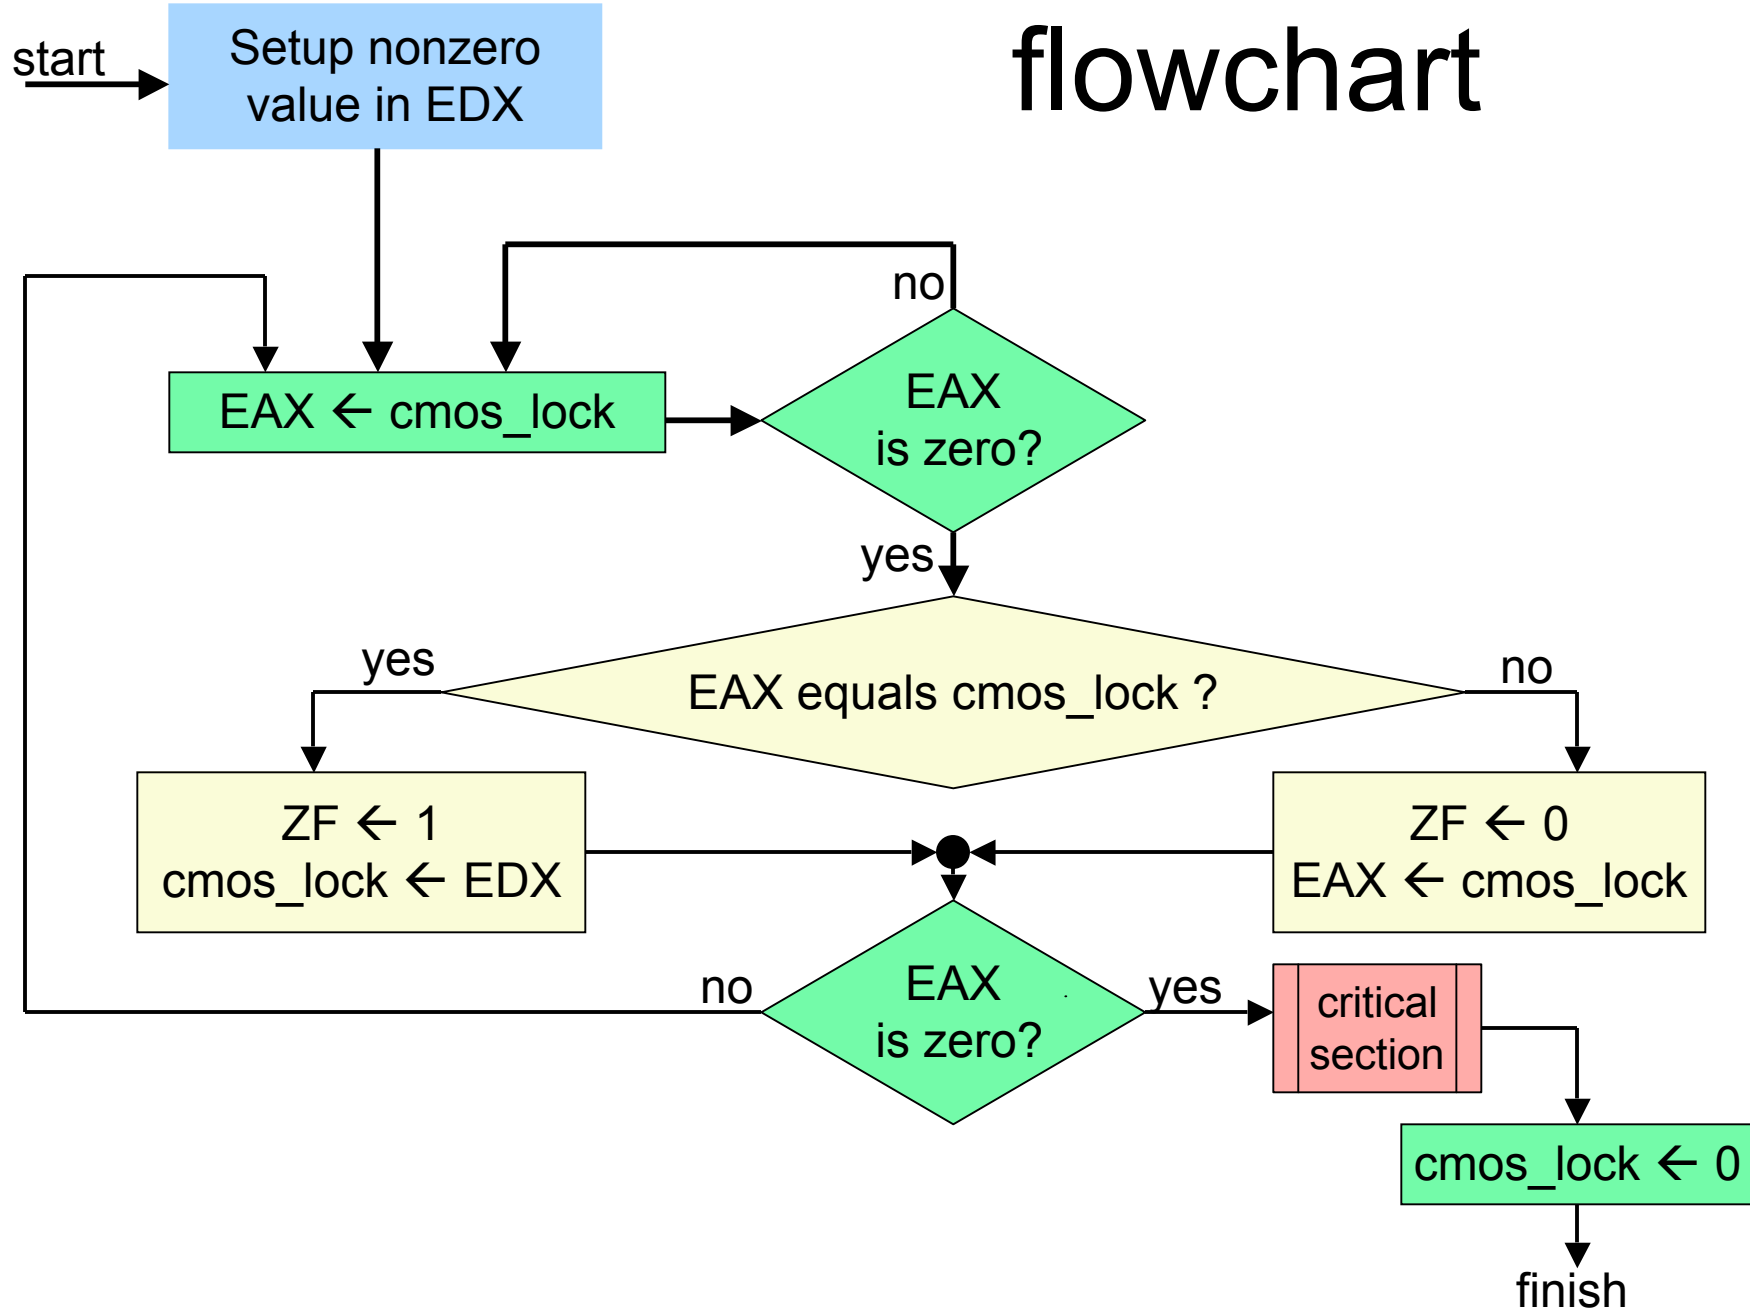 flowchart
start
Setup nonzero
value in EDX
no
EAX ← cmos_lock
EAX
is zero?
yes
yes
EAX equals cmos_lock ?
no
ZF ← 1
cmos_lock ← EDX
ZF ← 0
EAX ← cmos_lock
no
EAX
is zero?
yes
critical
section
cmos_lock ← 0
finish